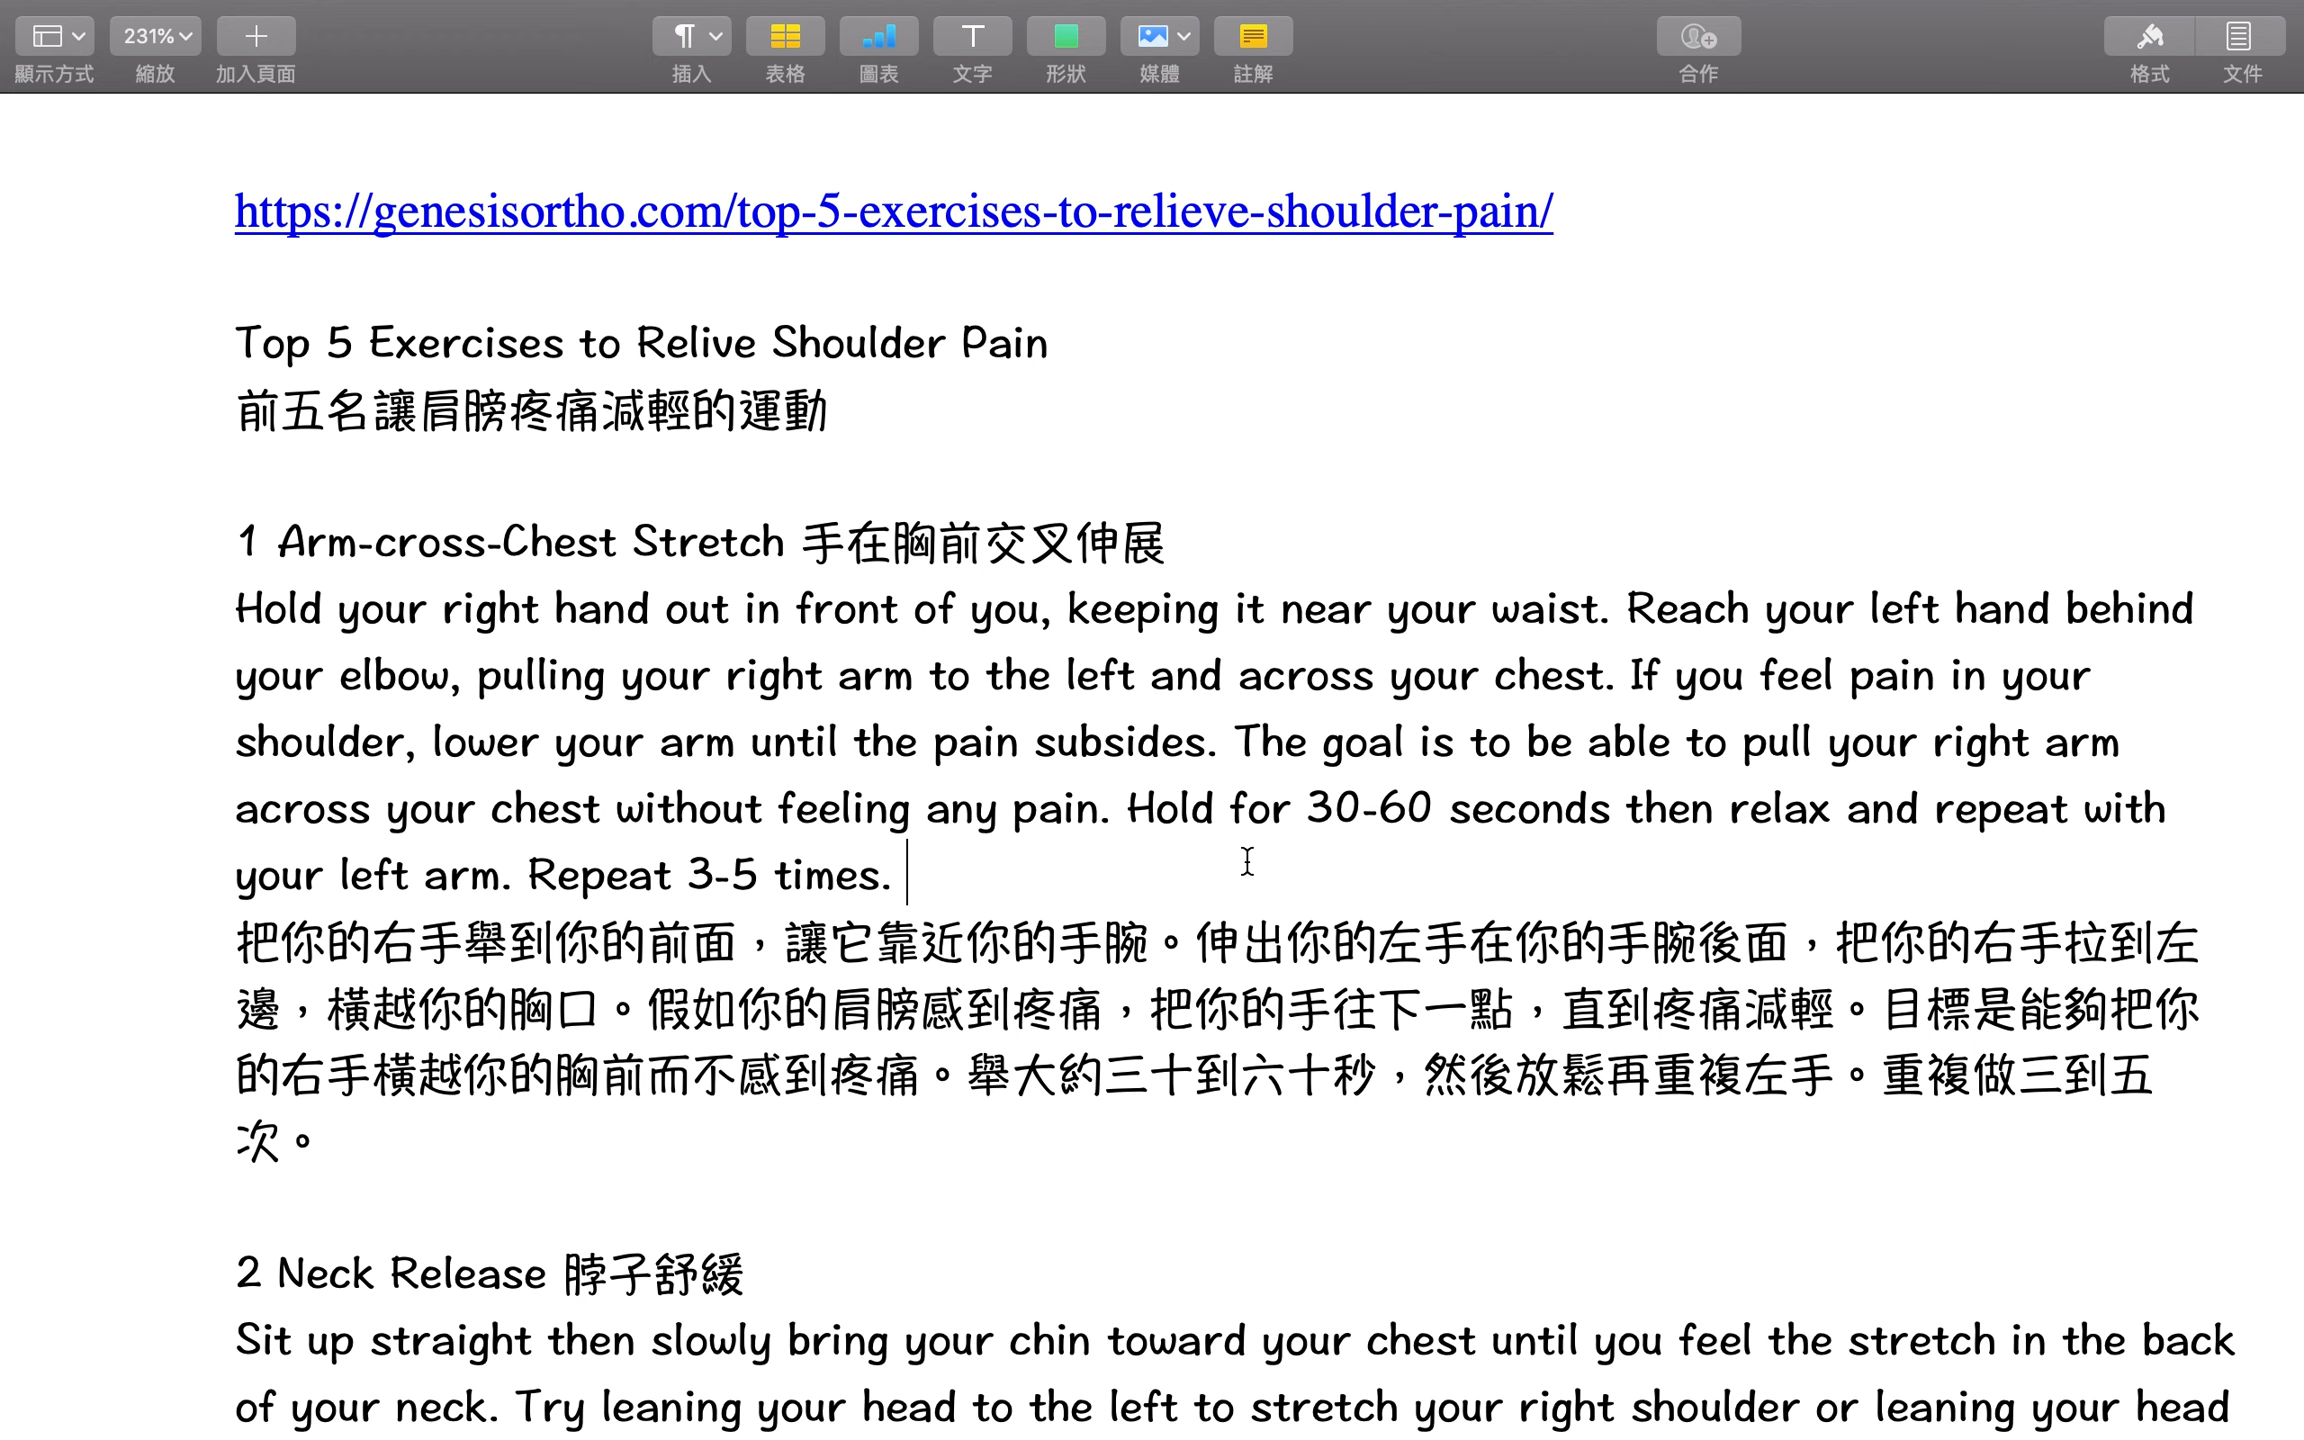 231%
顯示方式 縮放 加入頁面 插入 表格 圖表 文字 形狀 媒體 註解 合作 格式 文件
https://genesisortho.com/top-5-exercises-to-relieve-shoulder-pain/
Top 5 Exercises to Relive Shoulder Pain
前五名讓肩膀疼痛減輕的運動
1 Arm-cross-Chest Stretch 手在胸前交叉伸展
Hold your right hand out in front of you, keeping it near your waist. Reach your left hand behind
your elbow, pulling your right arm to the left and across your chest. If you feel pain in your
shoulder, lower your arm until the pain subsides. The goal is to be able to pull your right arm
across your chest without feeling any pain. Hold for 30-60 seconds then relax and repeat with
your left arm. Repeat 3-5 times.
把你的右手舉到你的前面，讓它靠近你的手腕。伸出你的左手在你的手腕後面，把你的右手拉到左
邊，橫越你的胸口。假如你的肩膀感到疼痛，把你的手往下一點，直到疼痛減輕。目標是能夠把你
的右手橫越你的胸前而不感到疼痛。舉大約三十到六十秒，然後放鬆再重複左手。重複做三到五
次。
2 Neck Release 脖子舒緩
Sit up straight then slowly bring your chin toward your chest until you feel the stretch in the back
of your neck. Try leaning your head to the left to stretch your right shoulder or leaning your head